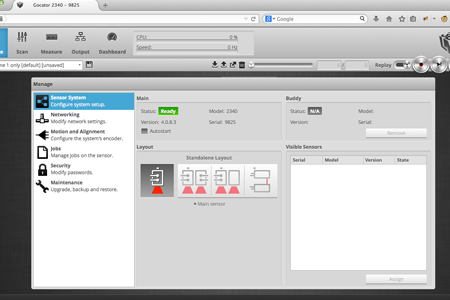 Gocator 2340 - 9825
Google
Scan
Measure
Output
Dashboard
CPU:
0 %
Speed:
0 Hz
1 only [default] [unsaved]
Replay
Manage
Sensor System
Configure system setup.
Networking
Modify network settings.
Motion and Alignment
Configure the system's encoder.
Jobs
Manage jobs on the sensor.
Security
Modify passwords.
Maintenance
Upgrade, backup and restore.
Main
Status:
Ready
Model: 2340
Version:
4.0.8.3
Serial: 9825
Autostart
Buddy
Status:
N/A
Model:
Version:
Serial:
Remove
Layout
Standalone Layout
Main sensor
Visible Sensors
Serial
Model
Version
State
Assign